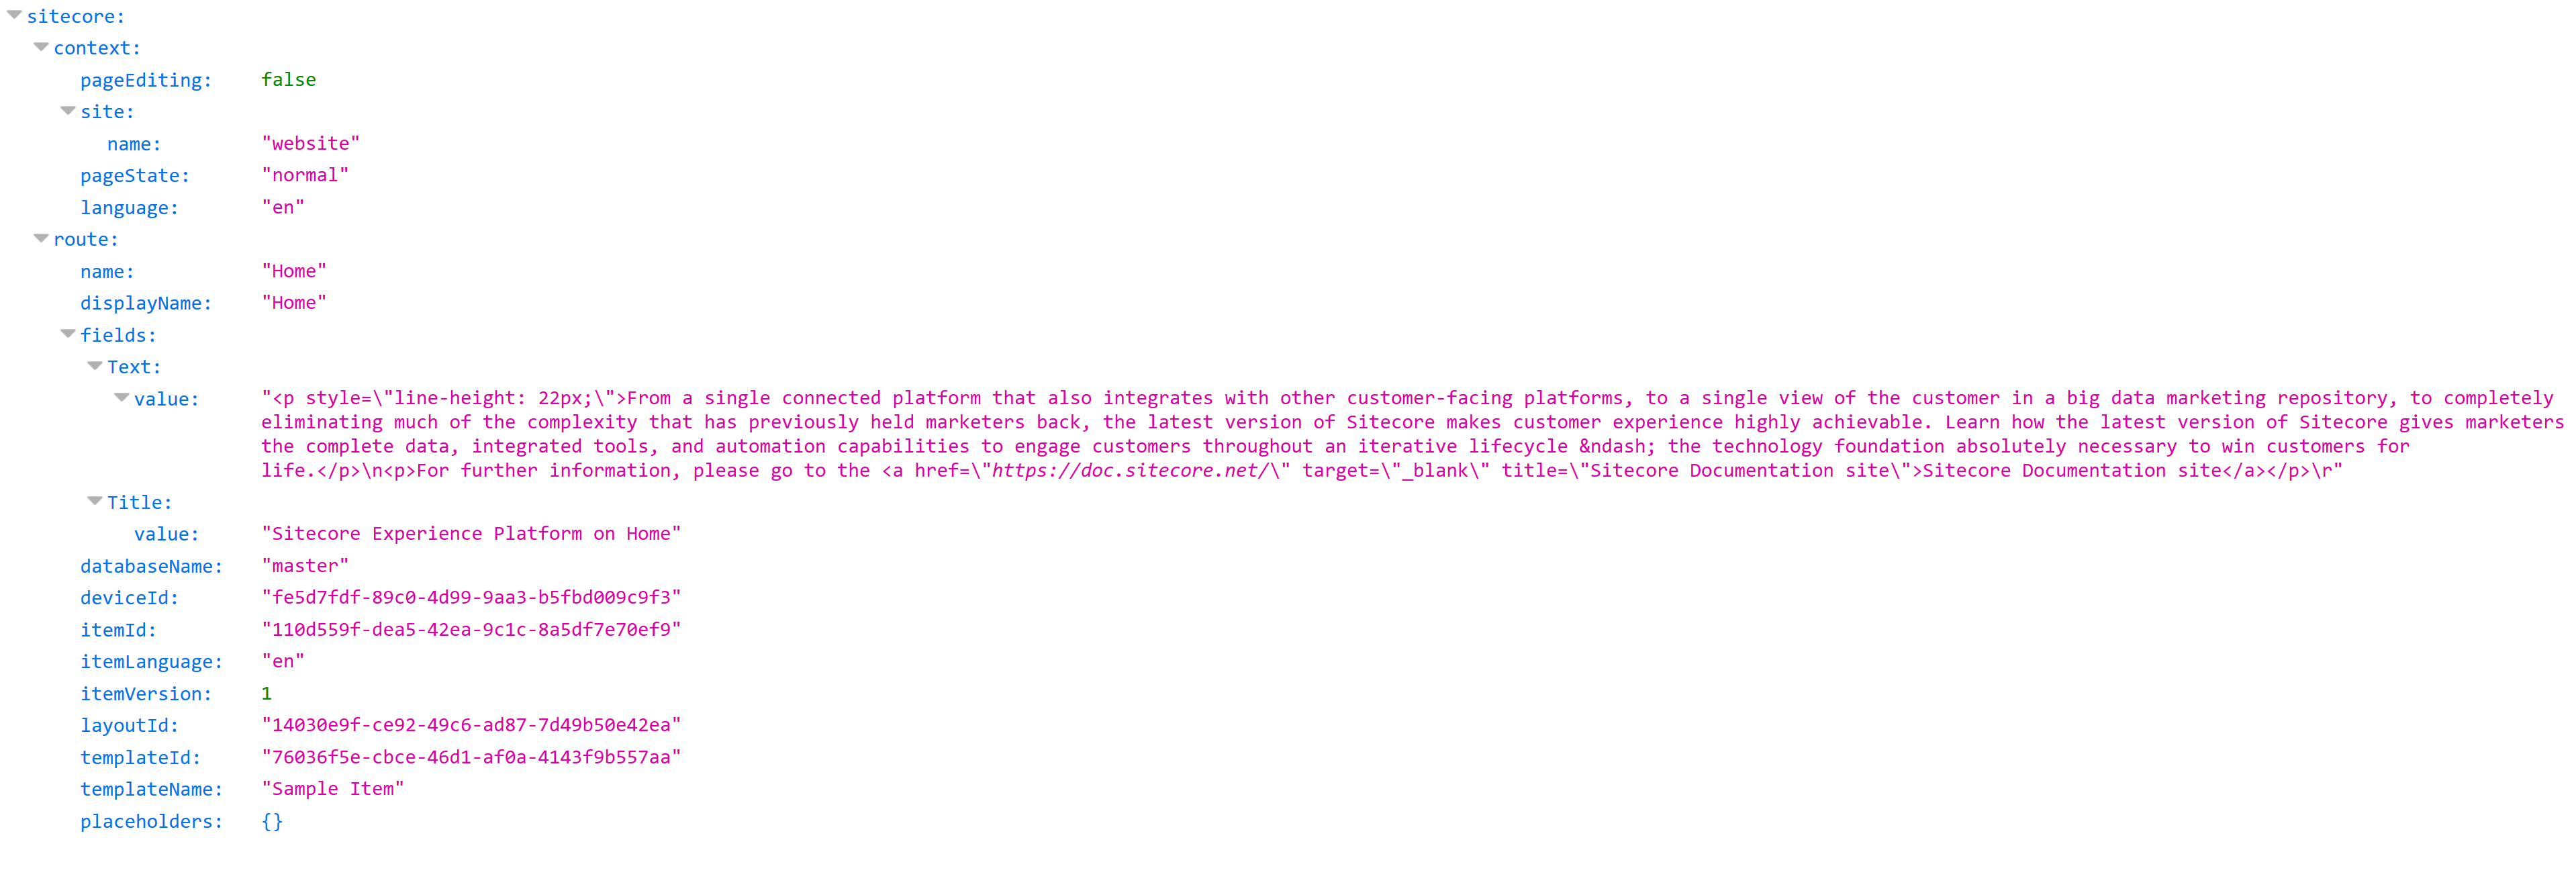 sitecore:
context:
pageEditing: false
site:
name: "website"
pageState: "normal"
language: "en"
route:
name: "Home"
displayName: "Home"
fields:
Text:
value: "<p style=\"line-height: 22px;\">From a single connected platform that also integrates with other customer-facing platforms, to a single view of the customer in a big data marketing repository, to completely
eliminating much of the complexity that has previously held marketers back, the latest version of Sitecore makes customer experience highly achievable. Learn how the latest version of Sitecore gives marketers
the complete data, integrated tools, and automation capabilities to engage customers throughout an iterative lifecycle &ndash; the technology foundation absolutely necessary to win customers for
life.</p>\n<p>For further information, please go to the <a href=\"https://doc.sitecore.net/\" target=\"_blank\" title=\"Sitecore Documentation site\">Sitecore Documentation site</a></p>\r"
Title:
value: "Sitecore Experience Platform on Home"
databaseName: "master"
deviceId: "fe5d7fdf-89c0-4d99-9aa3-b5fbd009c9f3"
itemId: "110d559f-dea5-42ea-9c1c-8a5df7e70ef9"
itemLanguage: "en"
itemVersion: 1
layoutId: "14030e9f-ce92-49c6-ad87-7d49b50e42ea"
templateId: "76036f5e-cbce-46d1-af0a-4143f9b557aa"
templateName: "Sample Item"
placeholders: {}